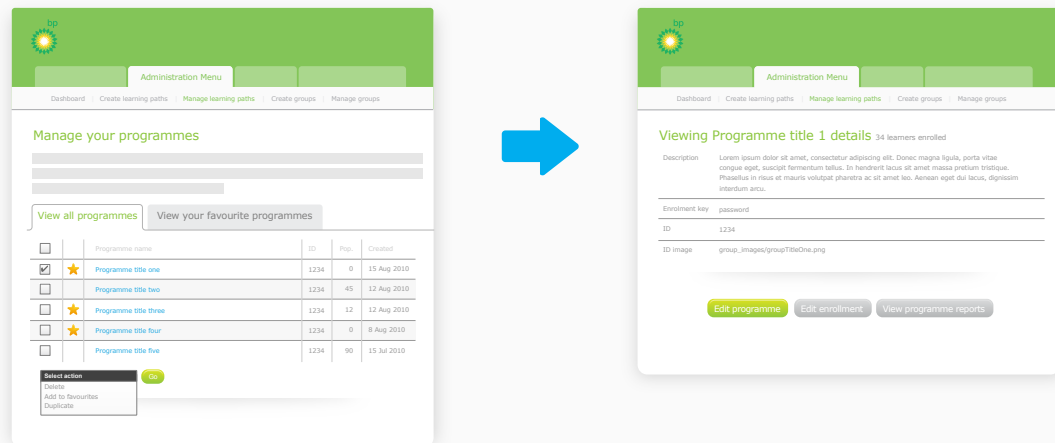 bp
Administration Menu
Dashboard | Create learning paths | Manage learning paths | Create groups | Manage groups
Manage your programmes
View all programmes View your favourite programmes
Programme name ID Pop. Created
Programme title one 1234 0 15 Aug 2010
Programme title two 1234 45 12 Aug 2010
Programme title three 1234 12 12 Aug 2010
Programme title four 1234 0 8 Aug 2010
Programme title five 1234 90 15 Jul 2010
Select action Go
Delete
Add to favourites
Duplicate
bp
Administration Menu
Dashboard | Create learning paths | Manage learning paths | Create groups | Manage groups
Viewing Programme title 1 details 34 learners enrolled
Description Lorem ipsum dolor sit amet, consectetur adipiscing elit. Donec magna ligula, porta vitae
congue eget, suscipit fermentum tellus. In hendrerit lacus sit amet massa pretium tristique.
Phasellus in risus et mauris volutpat pharetra ac sit amet leo. Aenean eget dui lacus, dignissim
interdum arcu.
Enrolment key password
ID 1234
ID image group_images/groupTitleOne.png
Edit programme Edit enrollment View programme reports